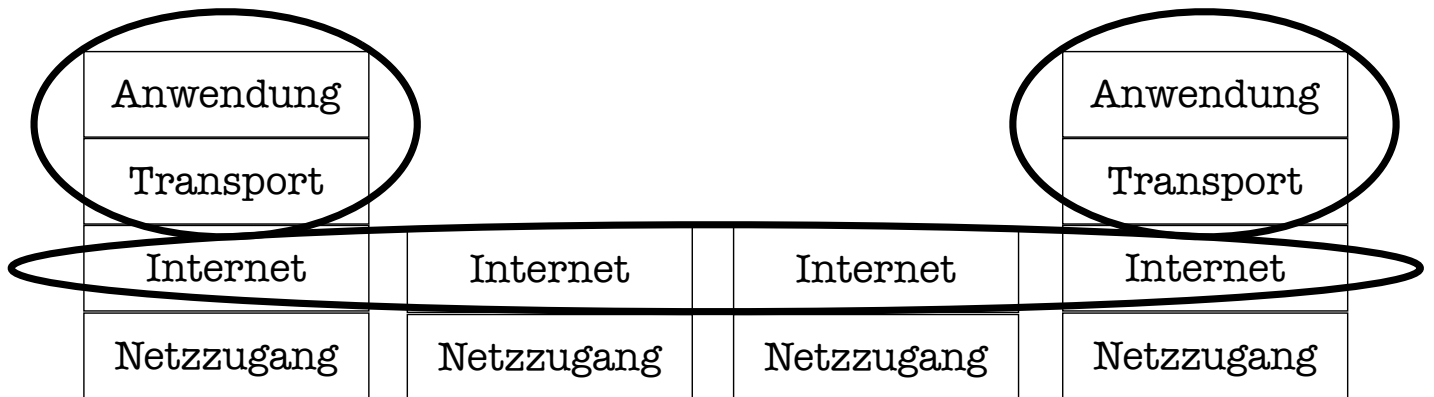 Anwendung Anwendung
Transport Transport
Internet Internet Internet Internet
Netzzugang Netzzugang Netzzugang Netzzugang